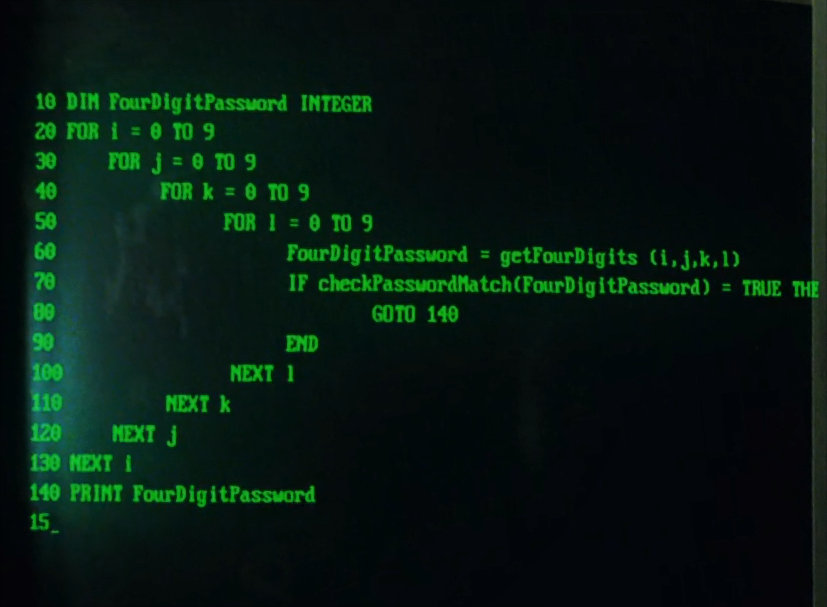 10 DIM FourDigitPassword INTEGER
20 FOR i = 0 TO 9
30 FOR j = 0 TO 9
40 FOR k = 0 TO 9
50 FOR l = 0 TO 9
60 FourDigitPassword = getFourDigits (i,j,k,l)
70 IF checkPasswordMatch(FourDigitPassword) = TRUE THE
80 GOTO 140
90 END
100 NEXT l
110 NEXT k
120 NEXT j
130 NEXT i
140 PRINT FourDigitPassword
15_